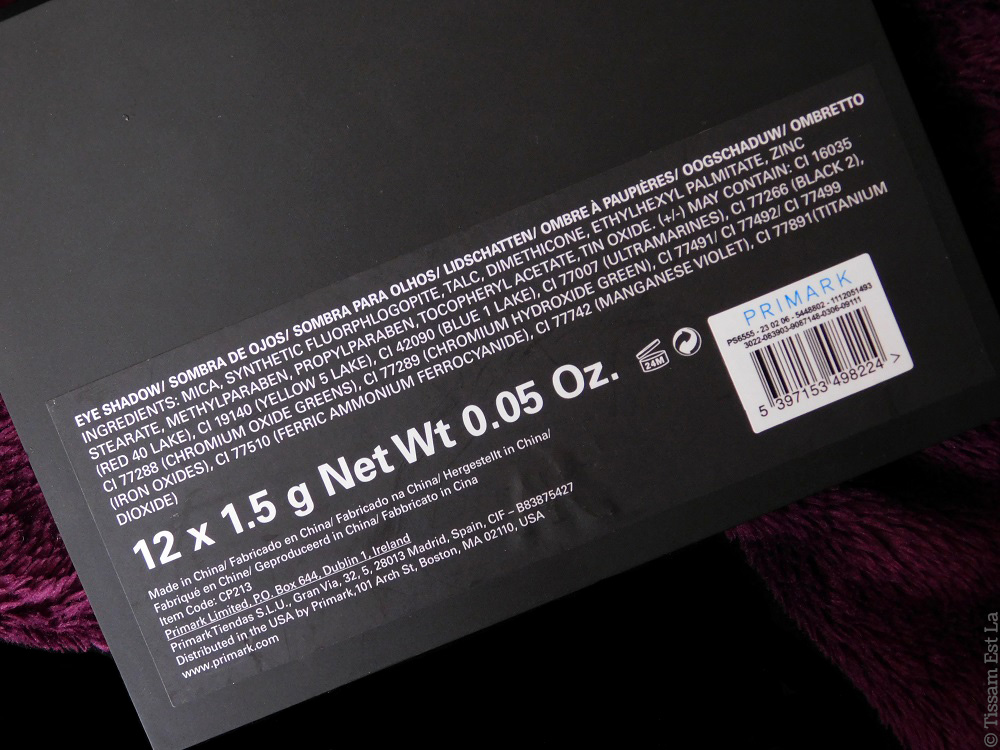 EYE SHADOW/ SOMBRA DE OJOS/ SOMBRA PARA OLHOS/ LIDSCHATTEN/ OMBRE À PAUPIÈRES/ OOGSCHADUW/ OMBRETTO
INGREDIENTS: MICA, SYNTHETIC FLUORPHLOGOPITE, TALC, DIMETHICONE, ETHYLHEXYL PALMITATE, ZINC
STEARATE, METHYLPARABEN, PROPYLPARABEN, TOCOPHERYL ACETATE, TIN OXIDE. (+/-) MAY CONTAIN: CI 16035
(RED 40 LAKE), CI 19140 (YELLOW 5 LAKE), CI 42090 (BLUE 1 LAKE), CI 77007 (ULTRAMARINES), CI 77266 (BLACK 2),
CI 77288 (CHROMIUM OXIDE GREENS), CI 77289 (CHROMIUM HYDROXIDE GREEN), CI 77491/ CI 77492/ CI 77499
(IRON OXIDES), CI 77510 (FERRIC AMMONIUM FERROCYANIDE), CI 77742 (MANGANESE VIOLET), CI 77891(TITANIUM
DIOXIDE)
12 x 1.5 g Net Wt 0.05 Oz.
24M
Made in China/ Fabricado en China/ Fabricado na China/ Hergestellt in China/
Fabriqué en Chine/ Geproduceerd in China/ Fabbricato in Cina
Item Code: CP213
Primark Limited, P.O. Box 644, Dublin 1, Ireland
Primark Tiendas S.L.U., Gran Via, 32, 5, 28013 Madrid, Spain, CIF – B83875427
Distributed in the USA by Primark,101 Arch St, Boston, MA 02110, USA
www.primark.com
PRIMARK
PS6555 - 23 02 06 - 5448802 - 1112051493
3022-063903-9087148-0306-09111
5 397153 498224 >
© Tissam Est La